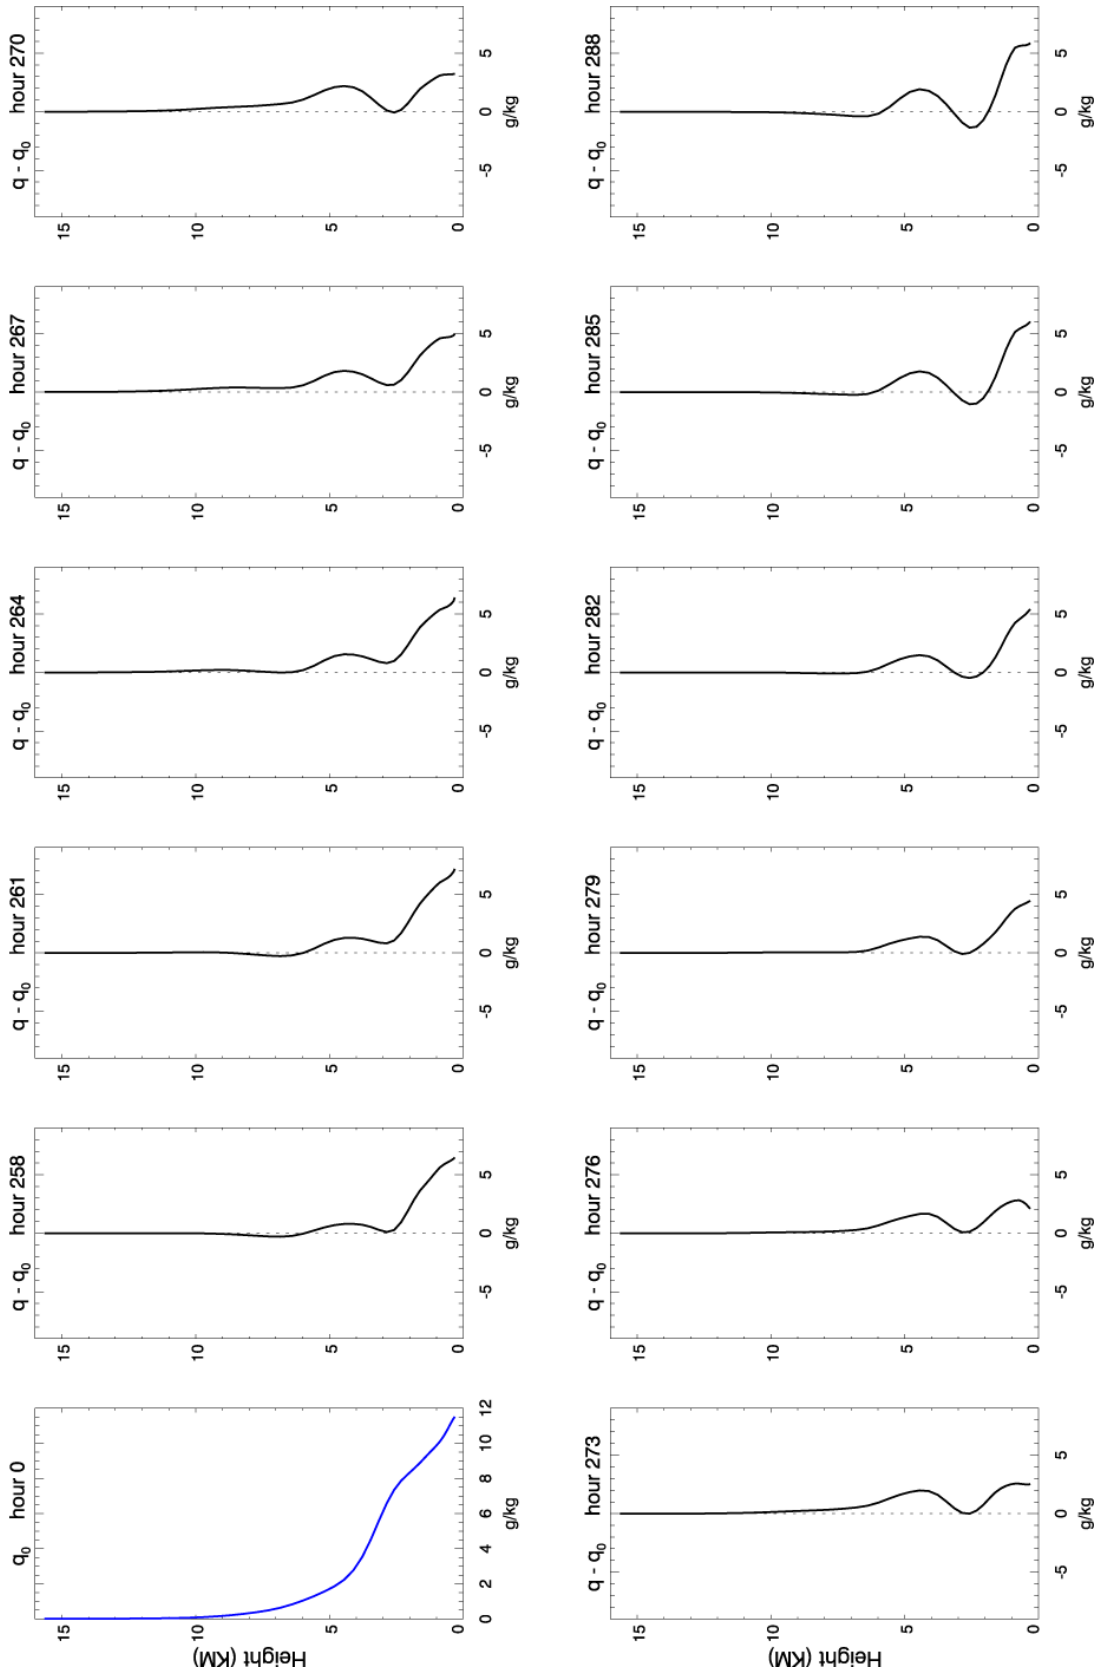 q0 hour 0
Height (KM)
15
10
5
0
0 2 4 6 8 10 12
g/kg
q - q0 hour 258
15
10
5
0
-5 0 5
g/kg
q - q0 hour 261
15
10
5
0
-5 0 5
g/kg
q - q0 hour 264
15
10
5
0
-5 0 5
g/kg
q - q0 hour 267
15
10
5
0
-5 0 5
g/kg
q - q0 hour 270
15
10
5
0
-5 0 5
g/kg
q - q0 hour 273
Height (KM)
15
10
5
0
-5 0 5
g/kg
q - q0 hour 276
15
10
5
0
-5 0 5
g/kg
q - q0 hour 279
15
10
5
0
-5 0 5
g/kg
q - q0 hour 282
15
10
5
0
-5 0 5
g/kg
q - q0 hour 285
15
10
5
0
-5 0 5
g/kg
q - q0 hour 288
15
10
5
0
-5 0 5
g/kg